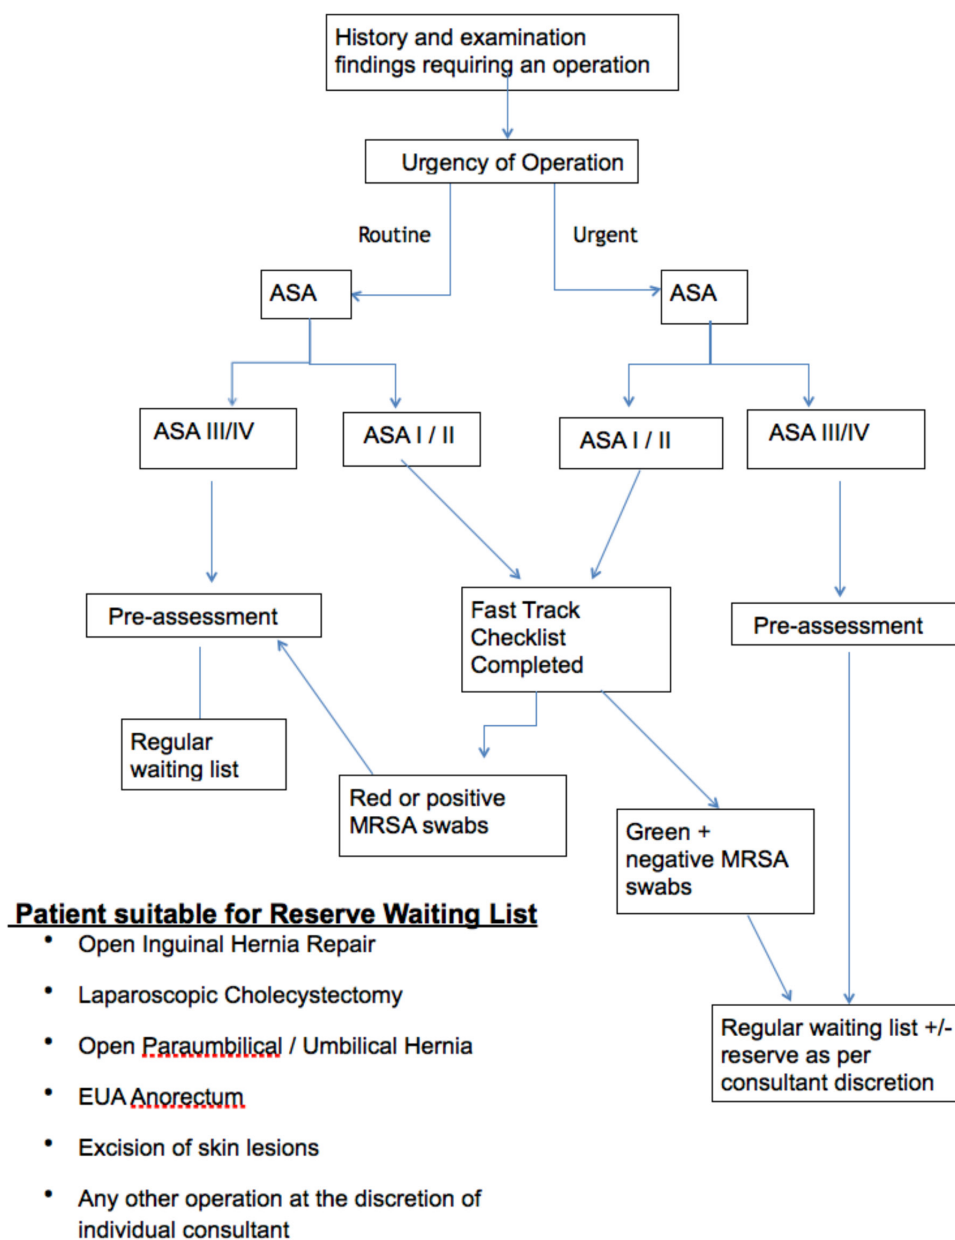 History and examination
findings requiring an operation
Urgency of Operation
Routine
Urgent
ASA
ASA
ASA III/IV
ASA I / II
ASA I / II
ASA III/IV
Pre-assessment
Fast Track
Checklist
Completed
Pre-assessment
Regular
waiting list
Red or positive
MRSA swabs
Green +
negative MRSA
swabs
Patient suitable for Reserve Waiting List
• Open Inguinal Hernia Repair
• Laparoscopic Cholecystectomy
• Open Paraumbilical / Umbilical Hernia
• EUA Anorectum
• Excision of skin lesions
• Any other operation at the discretion of
individual consultant
Regular waiting list +/-
reserve as per
consultant discretion